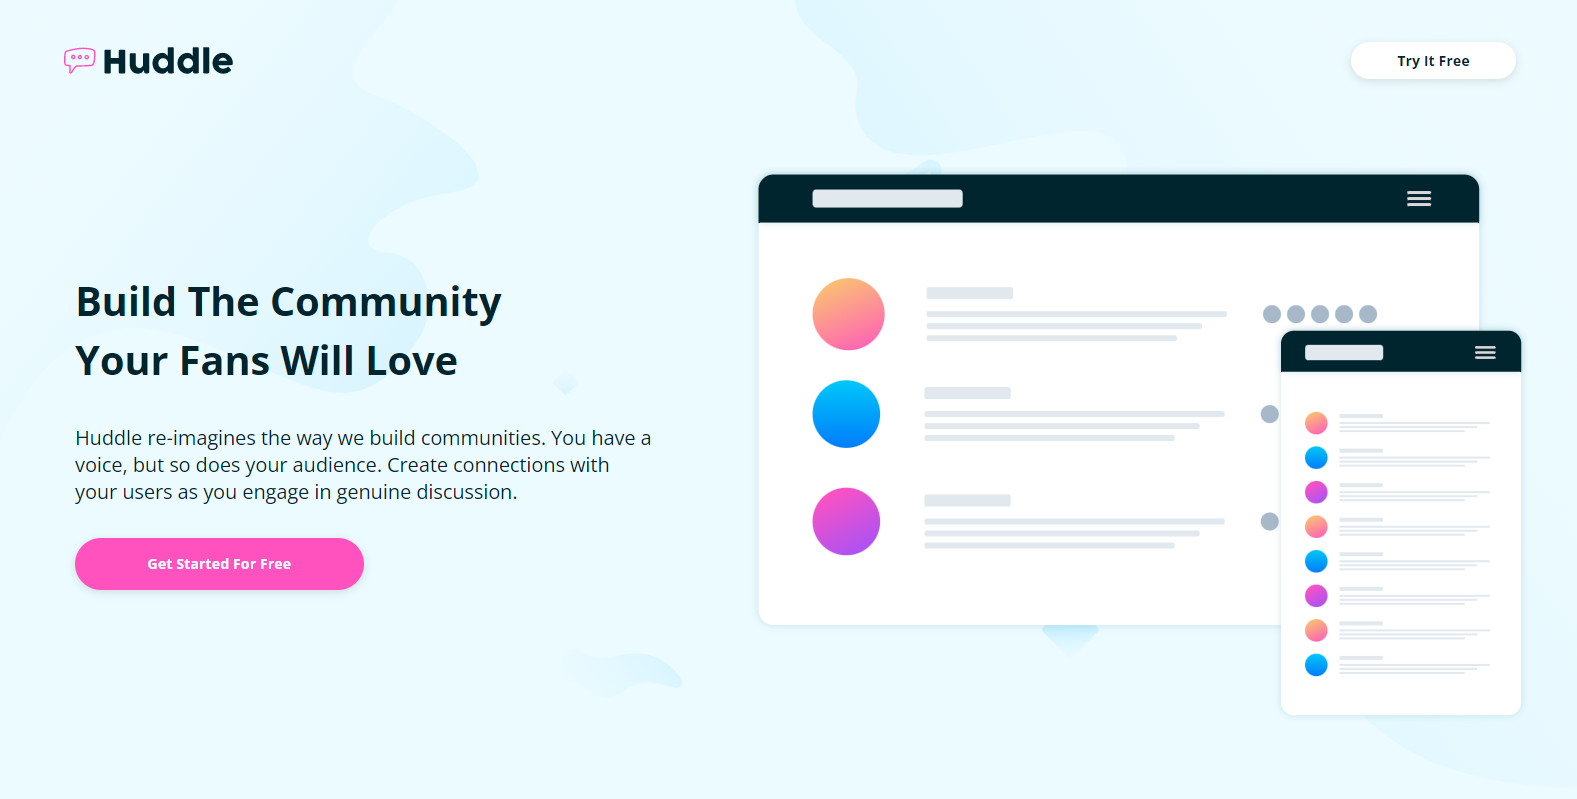 Huddle
Try It Free
Build The Community
Your Fans Will Love
Huddle re-imagines the way we build communities. You have a
voice, but so does your audience. Create connections with
your users as you engage in genuine discussion.
Get Started For Free